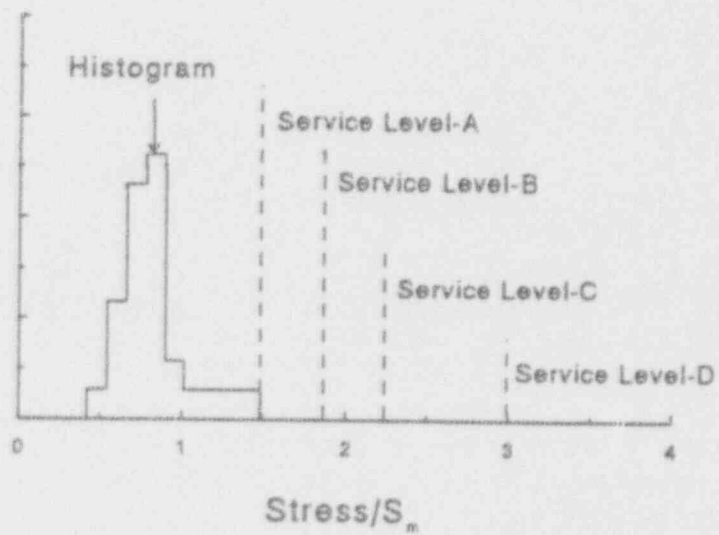 Histogram
Service Level-A
Service Level-B
Service Level-C
Service Level-D
0 1 2 3 4
Stress/Sₘ